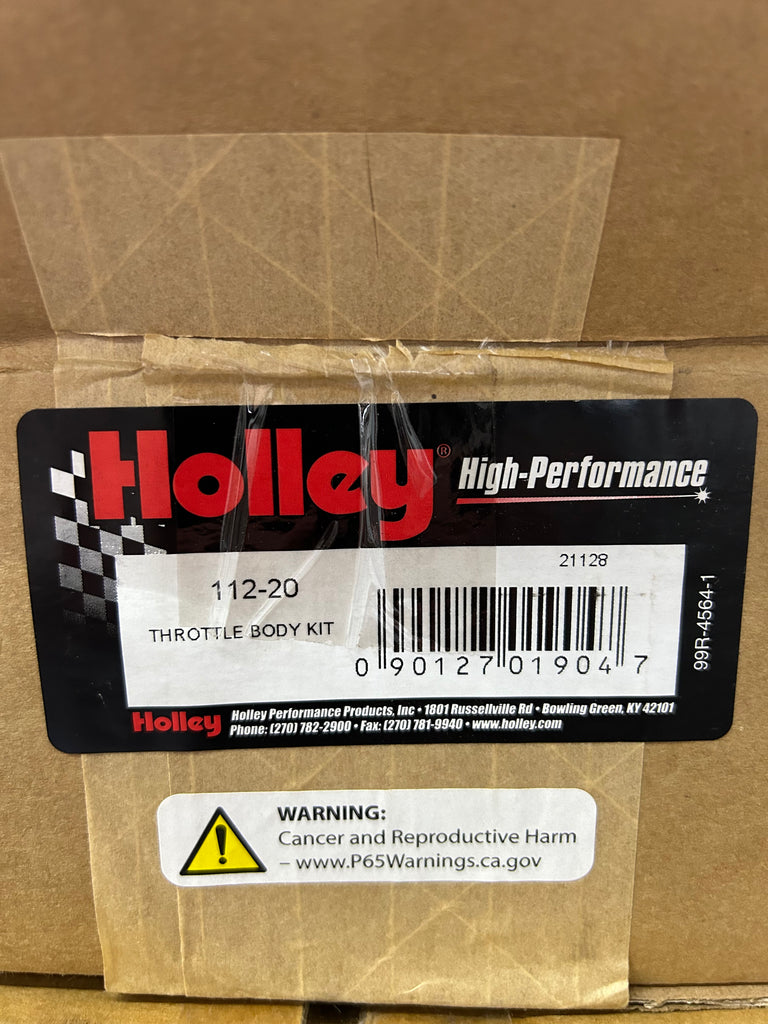 Holley® High-Performance
112-20
21128
THROTTLE BODY KIT
0 90127 01904 7
99R-4564-1
Holley
Holley Performance Products, Inc • 1801 Russellville Rd • Bowling Green, KY 42101
Phone: (270) 782-2900 • Fax: (270) 781-9940 • www.holley.com
WARNING:
Cancer and Reproductive Harm
– www.P65Warnings.ca.gov